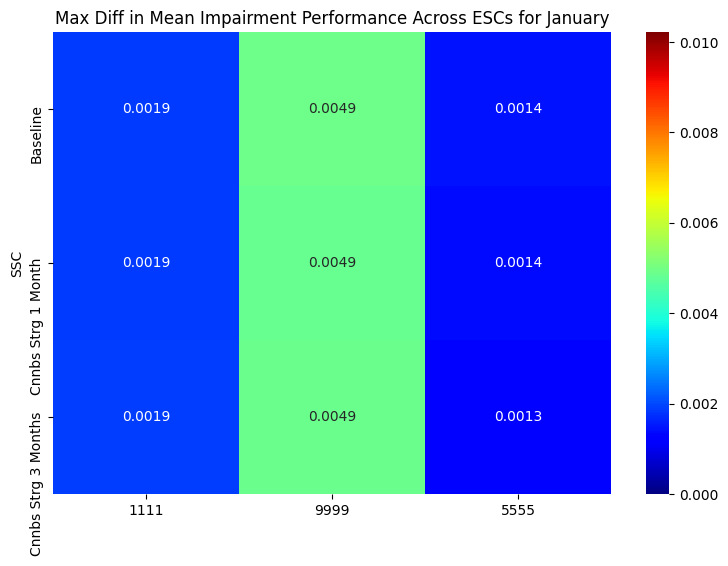 Max Diff in Mean Impairment Performance Across ESCs for January
SSC
Baseline
0.0019 0.0049 0.0014
Cnnbs Strg 1 Month
0.0019 0.0049 0.0014
Cnnbs Strg 3 Months
0.0019 0.0049 0.0013
1111 9999 5555
0.010
0.008
0.006
0.004
0.002
0.000